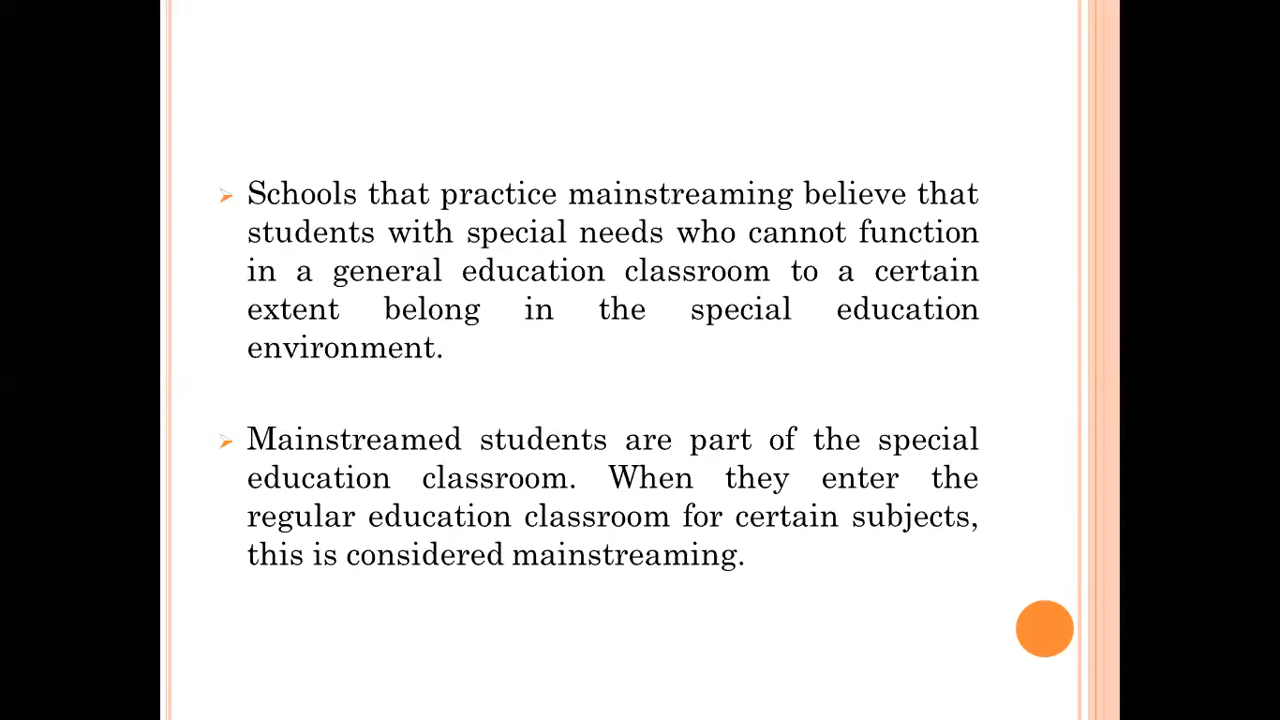 Schools that practice mainstreaming believe that
students with special needs who cannot function
in a general education classroom to a certain
extent belong in the special education
environment.
Mainstreamed students are part of the special
education classroom. When they enter the
regular education classroom for certain subjects,
this is considered mainstreaming.